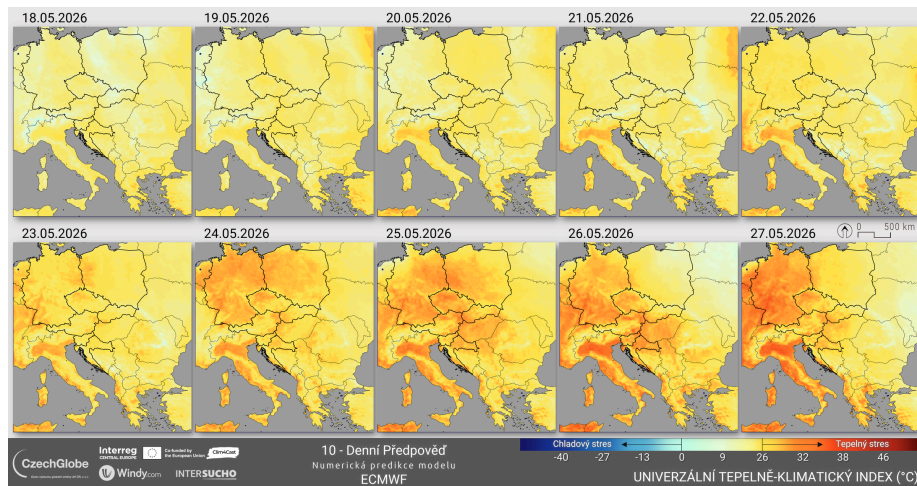 18.05.2026
19.05.2026
20.05.2026
21.05.2026
22.05.2026
23.05.2026
24.05.2026
25.05.2026
26.05.2026
27.05.2026
0 500 km
CzechGlobe
Interreg
CENTRAL EUROPE
Co-funded by
the European Union
Clim4Cast
Windy.com
INTERSUCHO
10 - Denní Předpověď
Numerická predikce modelu
ECMWF
Chladový stres
Tepelný stres
-40 -27 -13 0 9 26 32 38 46
UNIVERZÁLNÍ TEPELNĚ-KLIMATICKÝ INDEX (°C)